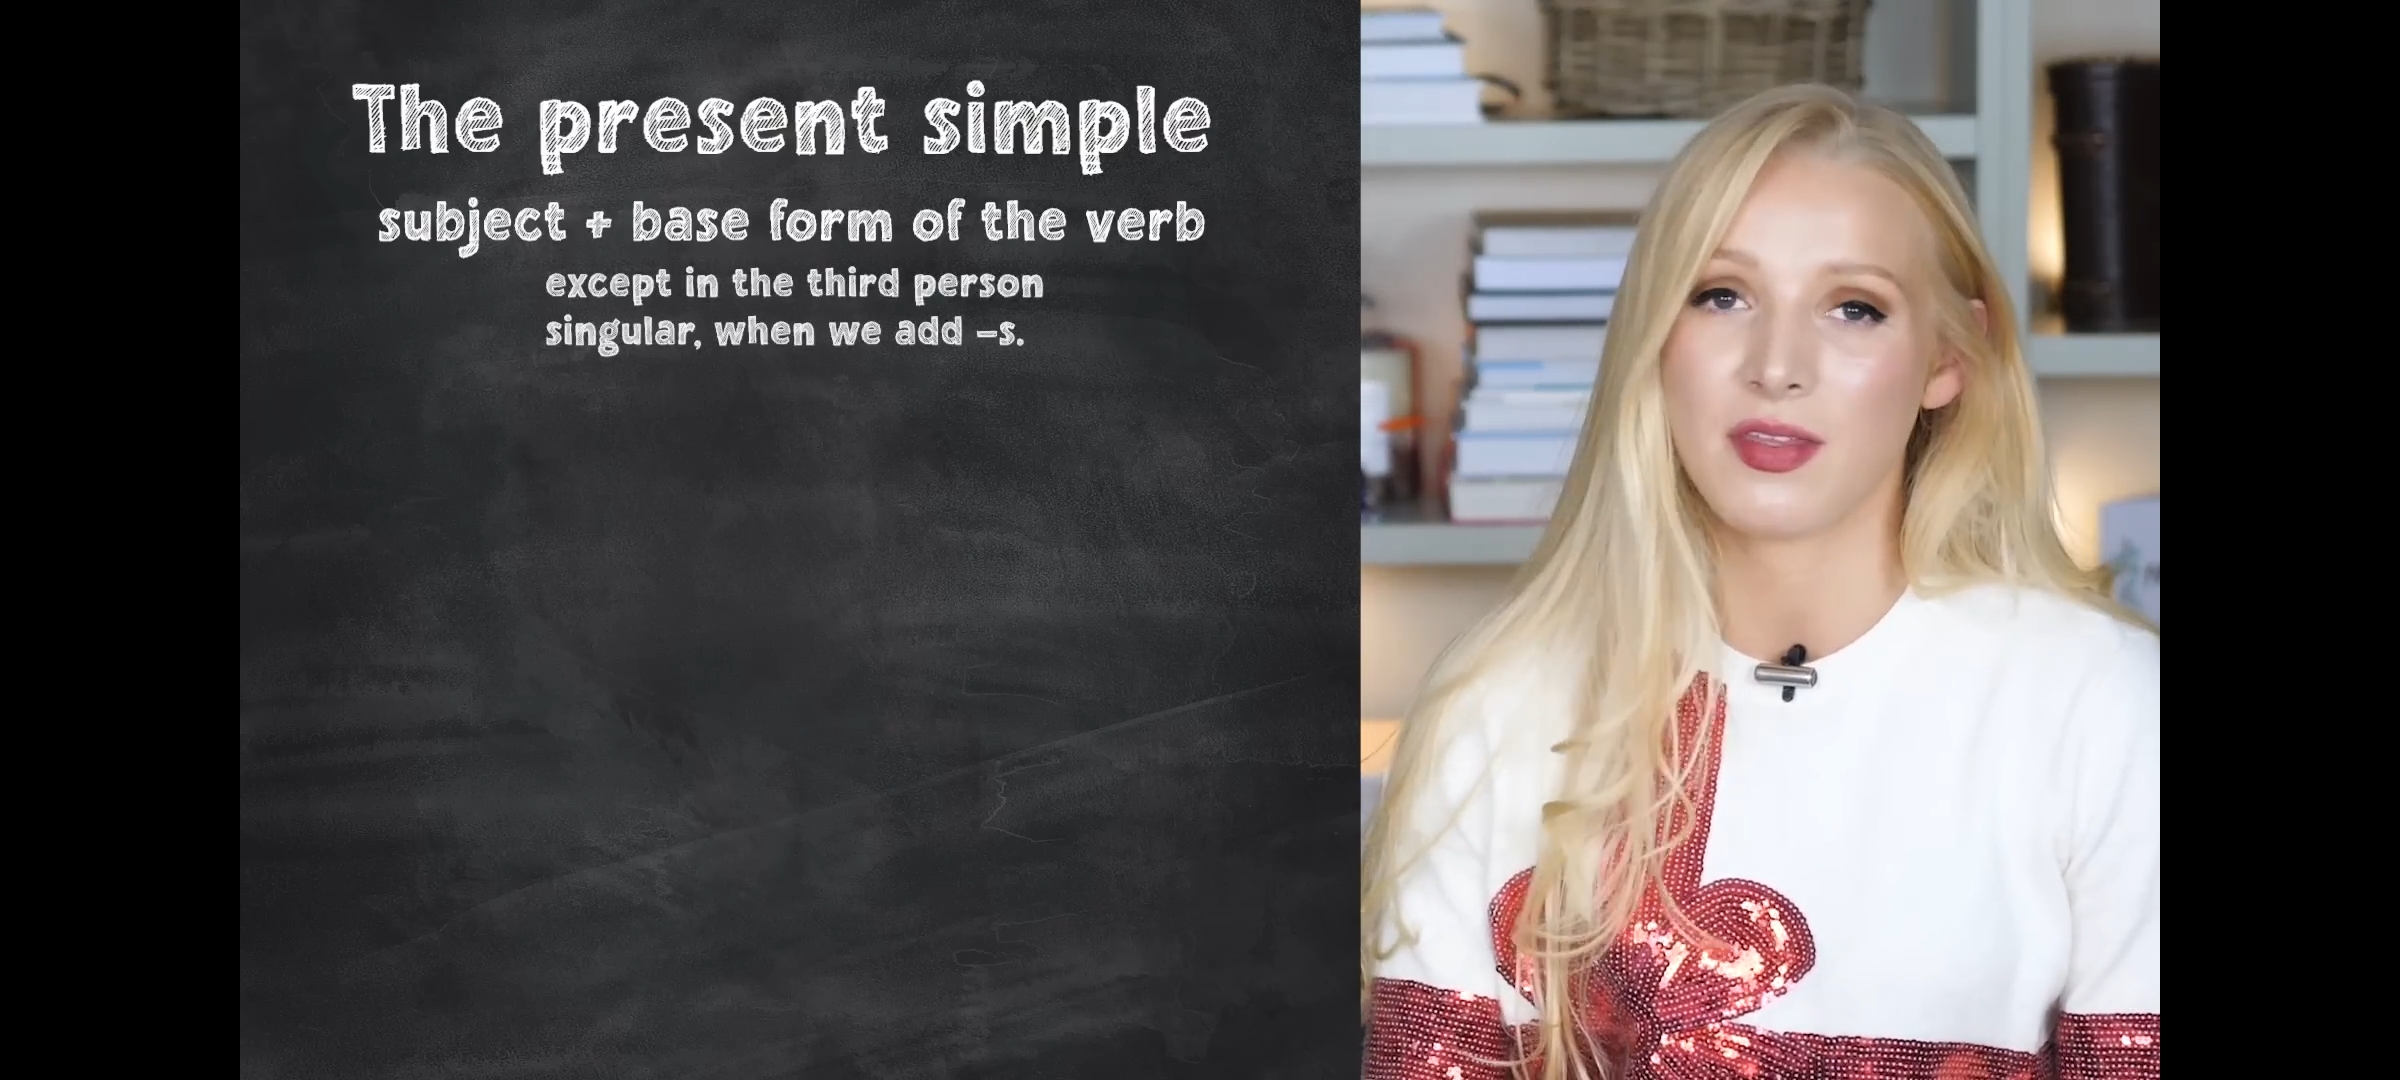 The present simple
subject + base form of the verb
except in the third person
singular, when we add –s.